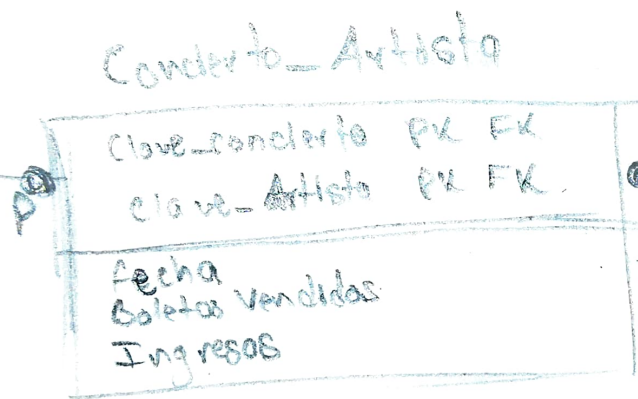 Concierto_Artista
Clave_concierto PK FK
Clave_Artista PK FK
P
Fecha
Boletos Vendidos
Ingresos